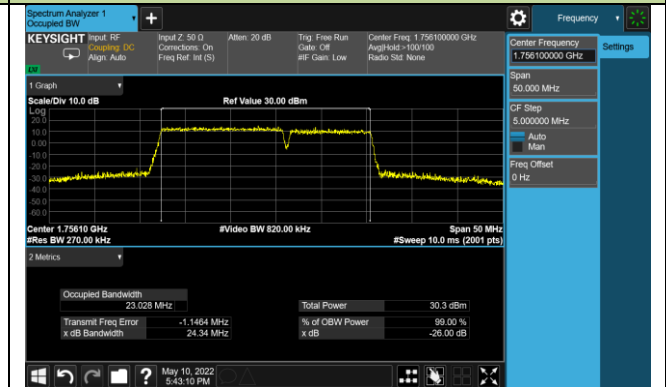 Spectrum Analyzer 1
Occupied BW
Frequency
KEYSIGHT
Input: RF
Coupling: DC
Align: Auto
Input Z: 50 Ω
Corrections: On
Freq Ref: Int (S)
Atten: 20 dB
Trig: Free Run
Gate: Off
#IF Gain: Low
Center Freq: 1.756100000 GHz
Avg|Hold:>100/100
Radio Std: None
Center Frequency
1.756100000 GHz
Settings
Span
50.000 MHz
CF Step
5.000000 MHz
Auto
Man
Freq Offset
0 Hz
1 Graph
Scale/Div 10.0 dB
Ref Value 30.00 dBm
Log
20.0
10.0
0.00
-10.0
-20.0
-30.0
-40.0
-50.0
-60.0
Center 1.75610 GHz
#Video BW 820.00 kHz
Span 50 MHz
#Res BW 270.00 kHz
#Sweep 10.0 ms (2001 pts)
2 Metrics
Occupied Bandwidth
23.028 MHz
Total Power
30.3 dBm
Transmit Freq Error
-1.1464 MHz
% of OBW Power
99.00 %
x dB Bandwidth
24.34 MHz
x dB
-26.00 dB
May 10, 2022
5:43:10 PM